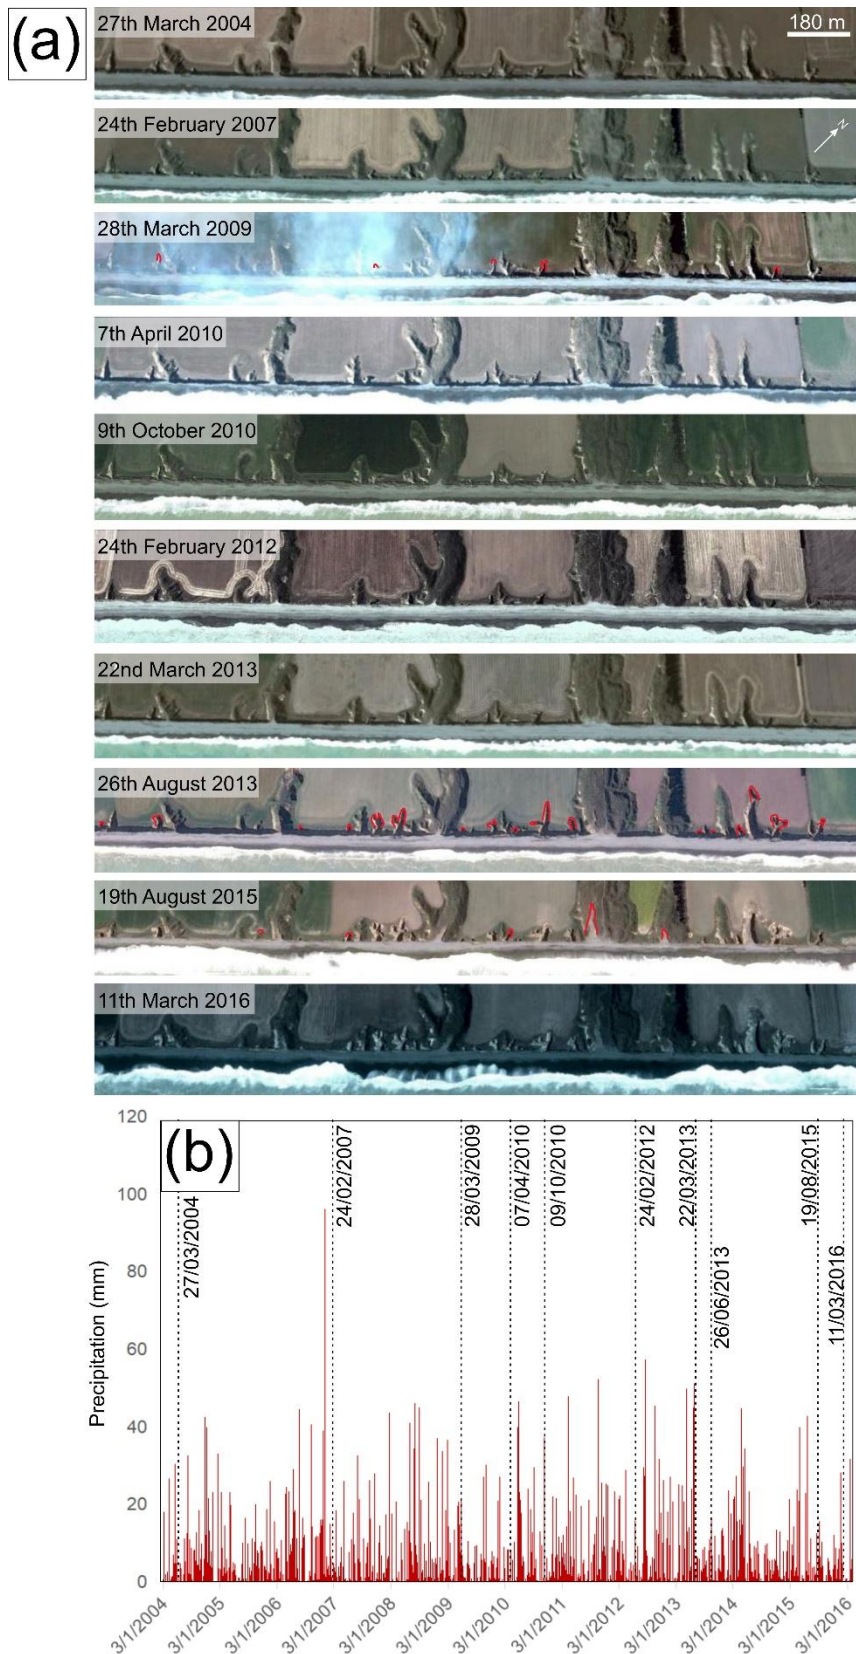 (a)
27th March 2004
180 m
24th February 2007
N
28th March 2009
7th April 2010
9th October 2010
24th February 2012
22nd March 2013
26th August 2013
19th August 2015
11th March 2016
(b)
120
100
80
60
40
20
0
Precipitation (mm)
27/03/2004
24/02/2007
28/03/2009
07/04/2010
09/10/2010
24/02/2012
22/03/2013
26/06/2013
19/08/2015
11/03/2016
3/1/2004
3/1/2005
3/1/2006
3/1/2007
3/1/2008
3/1/2009
3/1/2010
3/1/2011
3/1/2012
3/1/2013
3/1/2014
3/1/2015
3/1/2016